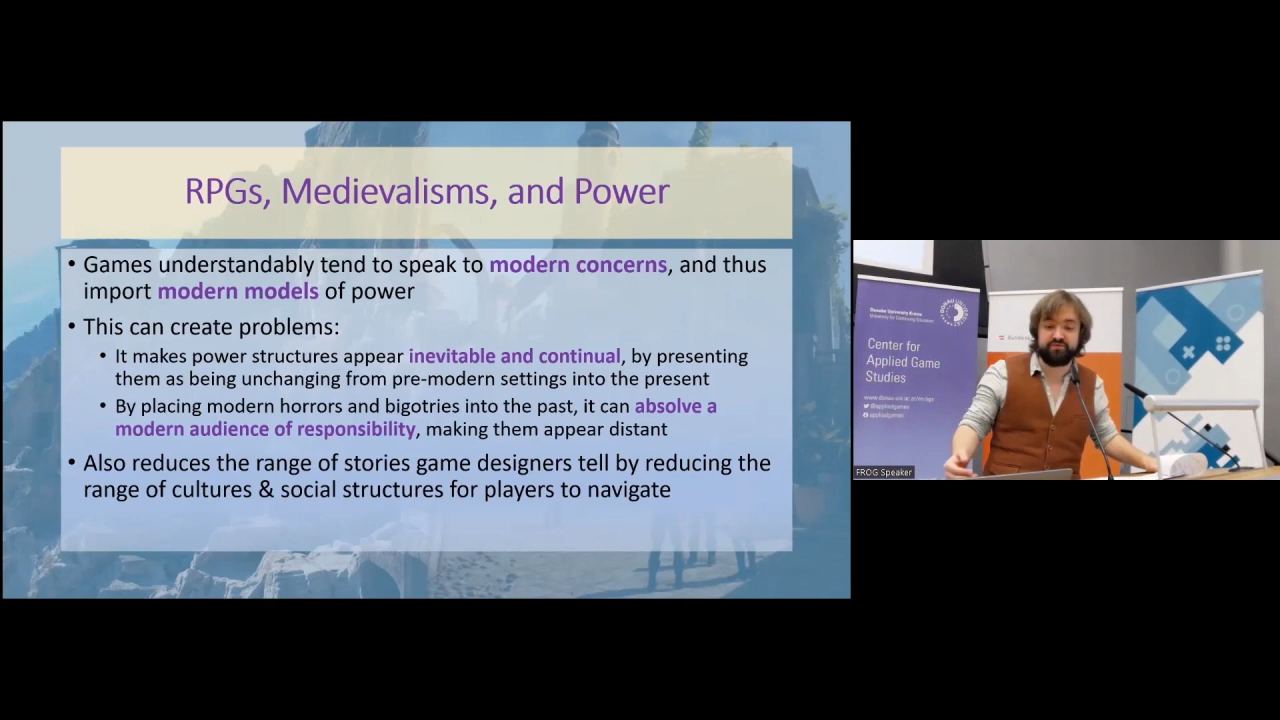 RPGs, Medievalisms, and Power
• Games understandably tend to speak to modern concerns, and thus
import modern models of power
• This can create problems:
• It makes power structures appear inevitable and continual, by presenting
them as being unchanging from pre-modern settings into the present
• By placing modern horrors and bigotries into the past, it can absolve a
modern audience of responsibility, making them appear distant
• Also reduces the range of stories game designers tell by reducing the
range of cultures & social structures for players to navigate
Danube University Krems
Center for
Applied Game
Studies
FROG Speaker